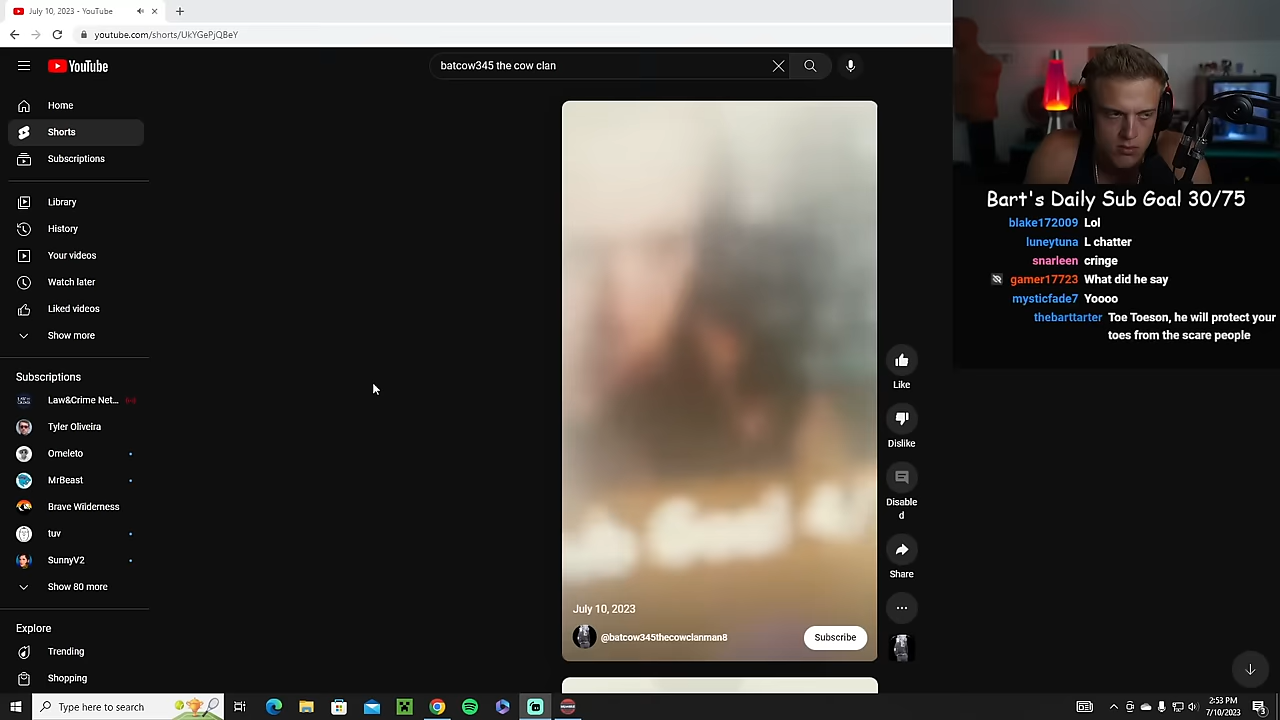 July 10, 2023 - YouTube
youtube.com/shorts/UkYGePjQBeY
YouTube
batcow345 the cow clan
Home
Shorts
Subscriptions
Library
History
Your videos
Watch later
Liked videos
Show more
Subscriptions
Law&Crime Net...
Tyler Oliveira
Omeleto
MrBeast
Brave Wilderness
tuv
SunnyV2
Show 80 more
Explore
Trending
Shopping
July 10, 2023
@batcow345thecowclanman8
Subscribe
Like
Dislike
Disable
d
Share
Bart's Daily Sub Goal 30/75
blake172009 Lol
luneytuna L chatter
snarleen cringe
gamer17723 What did he say
mysticfade7 Yoooo
thebarttarter Toe Toeson, he will protect your
toes from the scare people
Type here to search
2:53 PM
7/10/2023